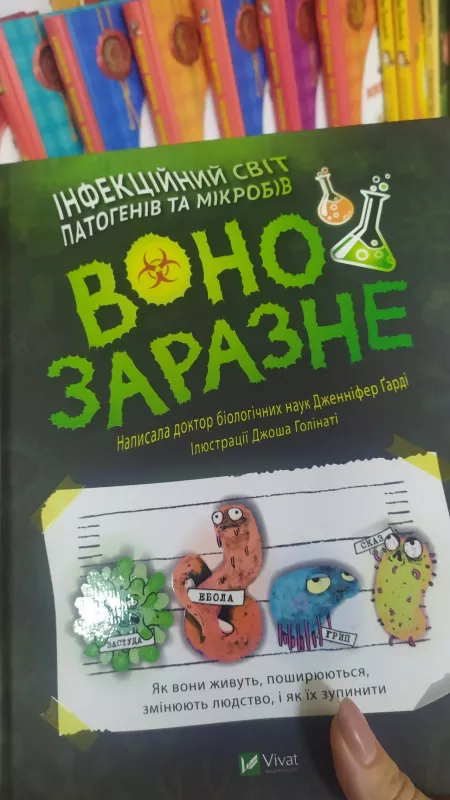 ІНФЕКЦІЙНИЙ СВІТ
ПАТОГЕНІВ ТА МІКРОБІВ
ВОНО
ЗАРАЗНЕ
Написала доктор біологічних наук Дженніфер Ґарді
Ілюстрації Джоша Голінаті
ЗАСТУДА
ЕБОЛА
ГРИП
СКАЗ
Як вони живуть, поширюються,
змінюють людство, і як їх зупинити
Vivat